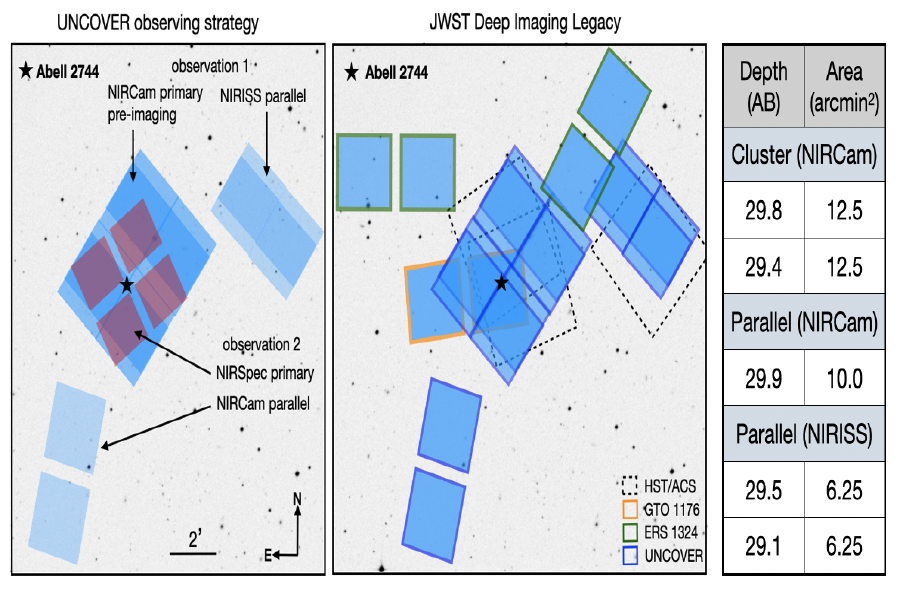 UNCOVER observing strategy
★ Abell 2744
observation 1
NIRCam primary
pre-imaging
NIRISS parallel
observation 2
NIRSpec primary
NIRCam parallel
2’
N
E
JWST Deep Imaging Legacy
★ Abell 2744
HST/ACS
GTO 1176
ERS 1324
UNCOVER
Depth (AB) Area (arcmin²)
Cluster (NIRCam)
29.8 12.5
29.4 12.5
Parallel (NIRCam)
29.9 10.0
Parallel (NIRISS)
29.5 6.25
29.1 6.25